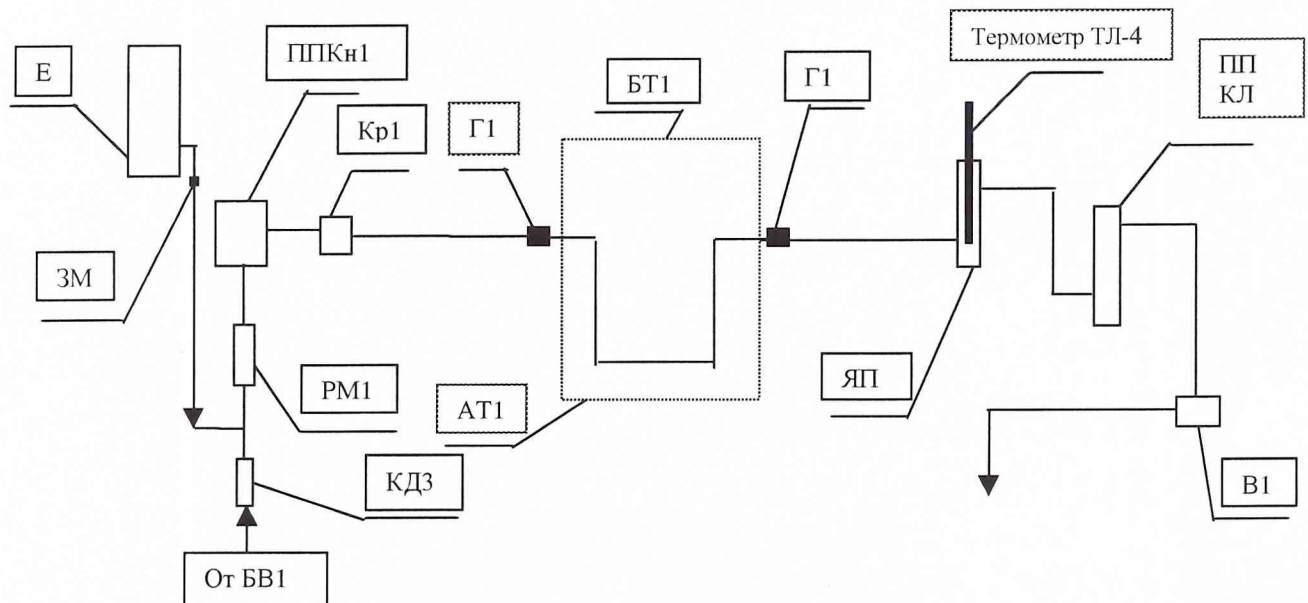 Е
ППКн1
Кр1
Г1
БТ1
Г1
Термометр ТЛ-4
ПП
КЛ
ЗМ
РМ1
АТ1
ЯП
КД3
В1
От БВ1